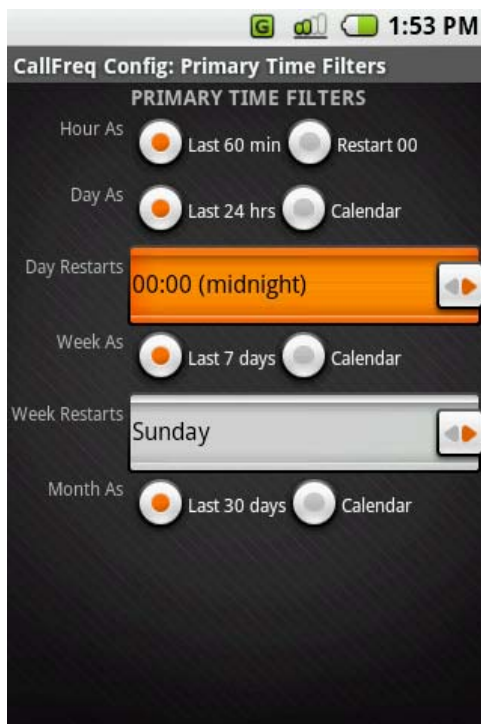 G 1:53 PM
CallFreq Config: Primary Time Filters
PRIMARY TIME FILTERS
Hour As Last 60 min Restart 00
Day As Last 24 hrs Calendar
Day Restarts 00:00 (midnight)
Week As Last 7 days Calendar
Week Restarts Sunday
Month As Last 30 days Calendar